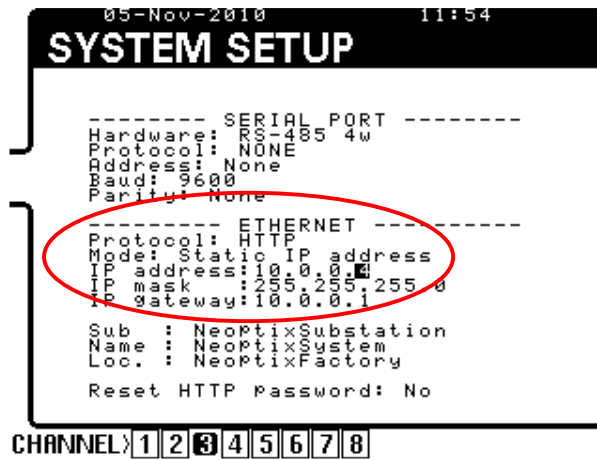 05-Nov-2010 11:54
SYSTEM SETUP
-------- SERIAL PORT --------
Hardware: RS-485 4w
Protocol: NONE
Address: None
Baud: 9600
Parity: None
--------- ETHERNET ----------
Protocol: HTTP
Mode: Static IP address
IP address:10.0.0.4
IP mask :255.255.255.0
IP gateway:10.0.0.1
Sub : NeoptixSubstation
Name : NeoptixSystem
Loc. : NeoptixFactory
Reset HTTP password: No
CHANNEL〉1 2 3 4 5 6 7 8